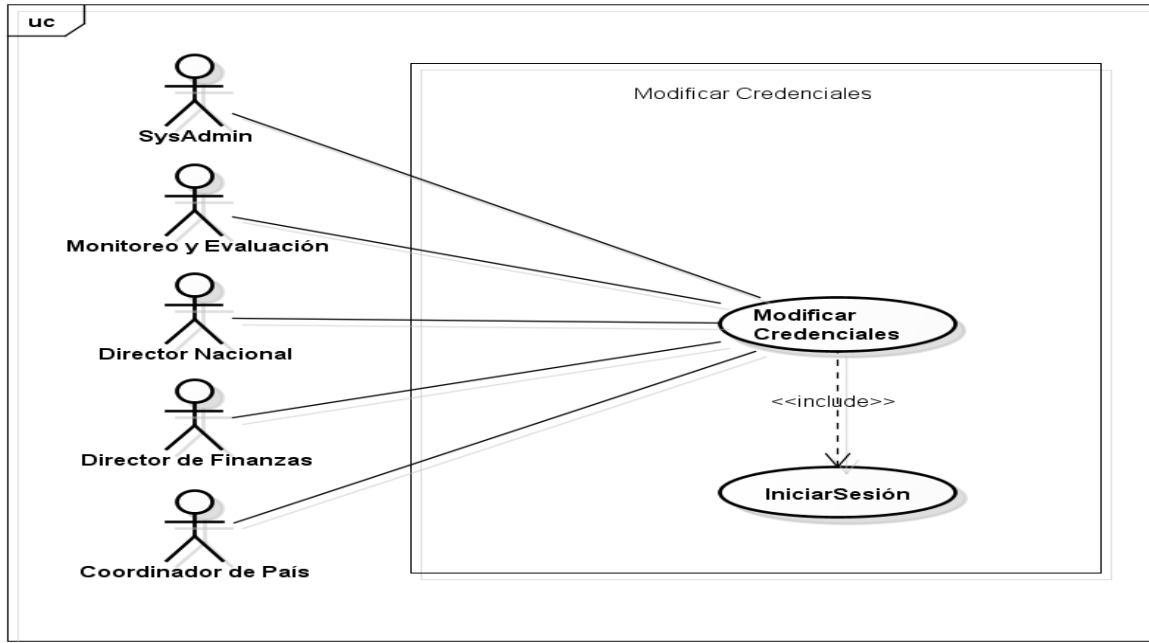 uc
Modificar Credenciales
SysAdmin
Monitoreo y Evaluación
Director Nacional
Director de Finanzas
Coordinador de País
Modificar
Credenciales
<<include>>
IniciarSesión